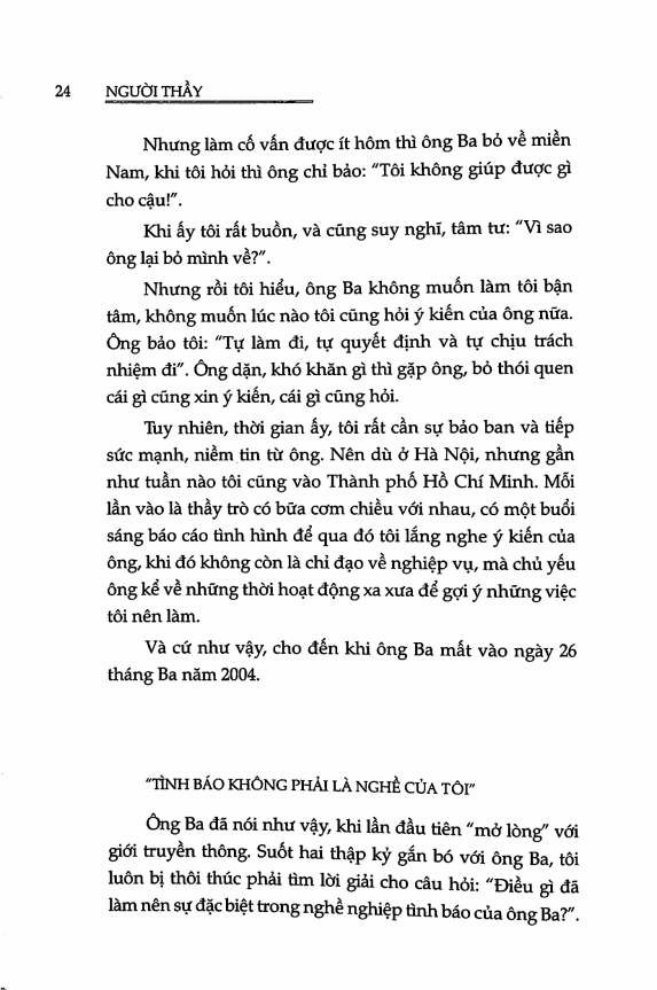 24 NGƯỜI THẦY
Nhưng làm cố vấn được ít hôm thì ông Ba bỏ về miền
Nam, khi tôi hỏi thì ông chỉ bảo: "Tôi không giúp được gì
cho cậu!".
Khi ấy tôi rất buồn, và cũng suy nghĩ, tâm tư: "Vì sao
ông lại bỏ mình về?".
Nhưng rồi tôi hiểu, ông Ba không muốn làm tôi bận
tâm, không muốn lúc nào tôi cũng hỏi ý kiến của ông nữa.
Ông bảo tôi: "Tự làm đi, tự quyết định và tự chịu trách
nhiệm đi". Ông dặn, khó khăn gì thì gặp ông, bỏ thói quen
cái gì cũng xin ý kiến, cái gì cũng hỏi.
Tuy nhiên, thời gian ấy, tôi rất cần sự bảo ban và tiếp
sức mạnh, niềm tin từ ông. Nên dù ở Hà Nội, nhưng gần
như tuần nào tôi cũng vào Thành phố Hồ Chí Minh. Mỗi
lần vào là thầy trò có bữa cơm chiều với nhau, có một buổi
sáng báo cáo tình hình để qua đó tôi lắng nghe ý kiến của
ông, khi đó không còn là chỉ đạo về nghiệp vụ, mà chủ yếu
ông kể về những thời hoạt động xa xưa để gợi ý những việc
tôi nên làm.
Và cứ như vậy, cho đến khi ông Ba mất vào ngày 26
tháng Ba năm 2004.
"TÌNH BÁO KHÔNG PHẢI LÀ NGHỀ CỦA TÔI"
Ông Ba đã nói như vậy, khi lần đầu tiên "mở lòng" với
giới truyền thông. Suốt hai thập kỷ gắn bó với ông Ba, tôi
luôn bị thôi thúc phải tìm lời giải cho câu hỏi: "Điều gì đã
làm nên sự đặc biệt trong nghề nghiệp tình báo của ông Ba?".